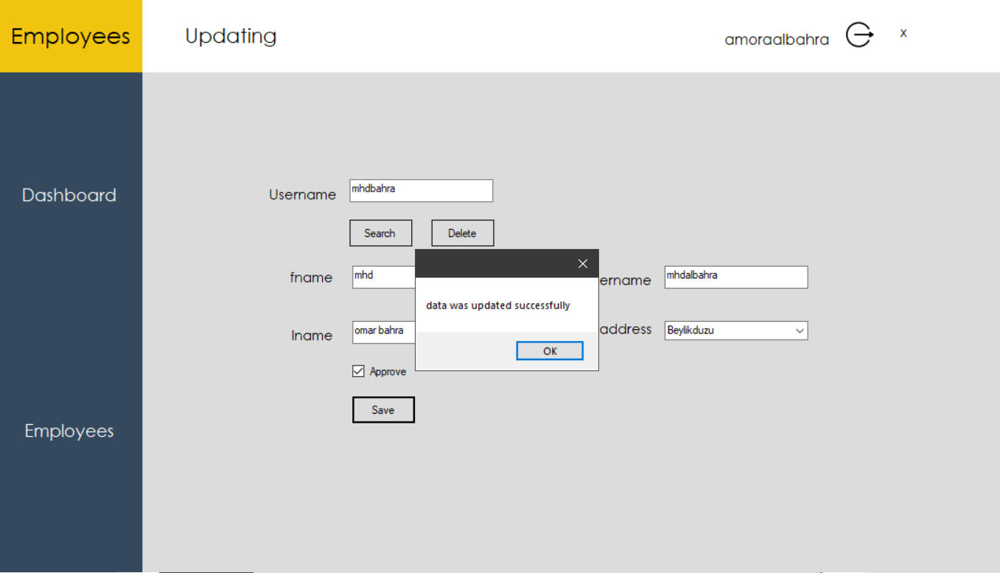 Employees
Updating
amoraalbahra
x
Dashboard
Username
mhdbahra
Search
Delete
fname
mhd
ername
mhdalbahra
data was updated successfully
OK
lname
omar bahra
address
Beylikduzu
Approve
Save
Employees